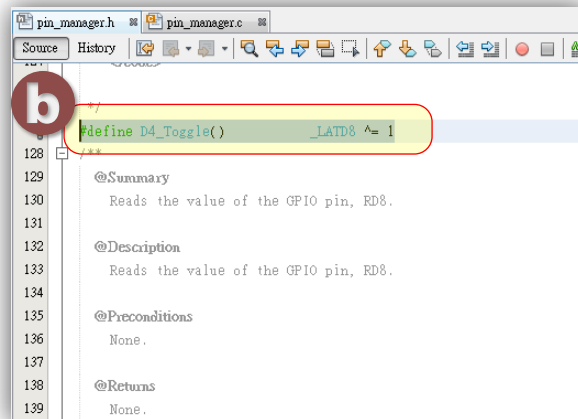 pin_manager.h pin_manager.c
Source History
b
*/
#define D4_Toggle() _LATD8 ^= 1
128 /**
129 @Summary
130 Reads the value of the GPIO pin, RD8.
131
132 @Description
133 Reads the value of the GPIO pin, RD8.
134
135 @Preconditions
136 None.
137
138 @Returns
139 None.